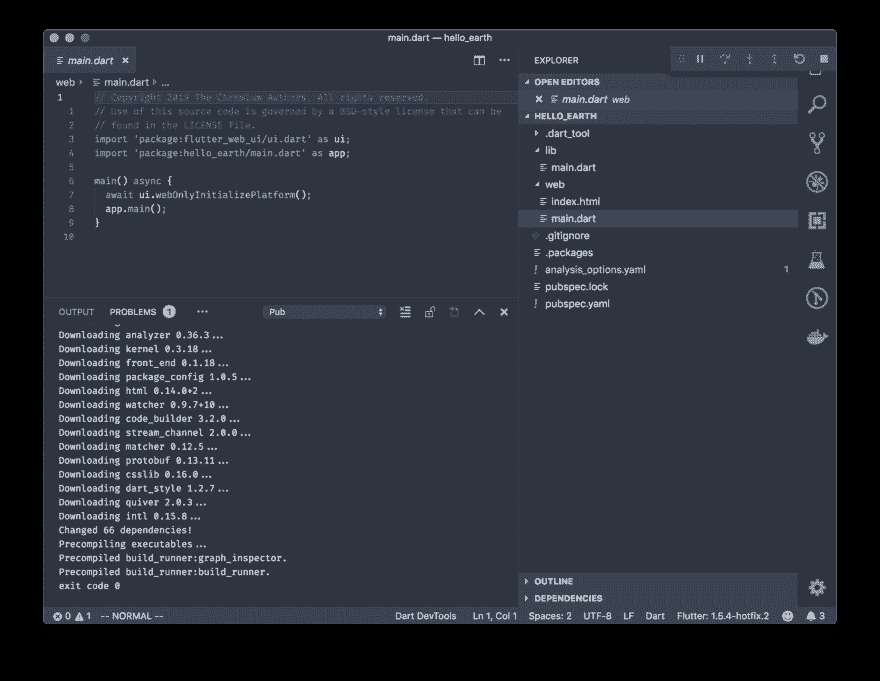 main.dart — hello_earth
main.dart
web › main.dart › ...
1 // Copyright 2019 The Chromium Authors. All rights reserved.
1 // Use of this source code is governed by a BSD-style license that can be
2 // found in the LICENSE file.
3 import 'package:flutter_web_ui/ui.dart' as ui;
4 import 'package:hello_earth/main.dart' as app;
5
6 main() async {
7 await ui.webOnlyInitializePlatform();
8 app.main();
9 }
10
OUTPUT PROBLEMS 1 ... Pub
Downloading analyzer 0.36.3...
Downloading kernel 0.3.18...
Downloading front_end 0.1.18...
Downloading package_config 1.0.5...
Downloading html 0.14.0+2...
Downloading watcher 0.9.7+10...
Downloading code_builder 3.2.0...
Downloading stream_channel 2.0.0...
Downloading matcher 0.12.5...
Downloading protobuf 0.13.11...
Downloading csslib 0.16.0...
Downloading dart_style 1.2.7...
Downloading quiver 2.0.3...
Downloading intl 0.15.8...
Changed 66 dependencies!
Precompiling executables...
Precompiled build_runner:graph_inspector.
Precompiled build_runner:build_runner.
exit code 0
EXPLORER
OPEN EDITORS
main.dart web
HELLO_EARTH
.dart_tool
lib
main.dart
web
index.html
main.dart
.gitignore
.packages
! analysis_options.yaml 1
pubspec.lock
! pubspec.yaml
OUTLINE
DEPENDENCIES
0 1 -- NORMAL -- Dart DevTools Ln 1, Col 1 Spaces: 2 UTF-8 LF Dart Flutter: 1.5.4-hotfix.2 3